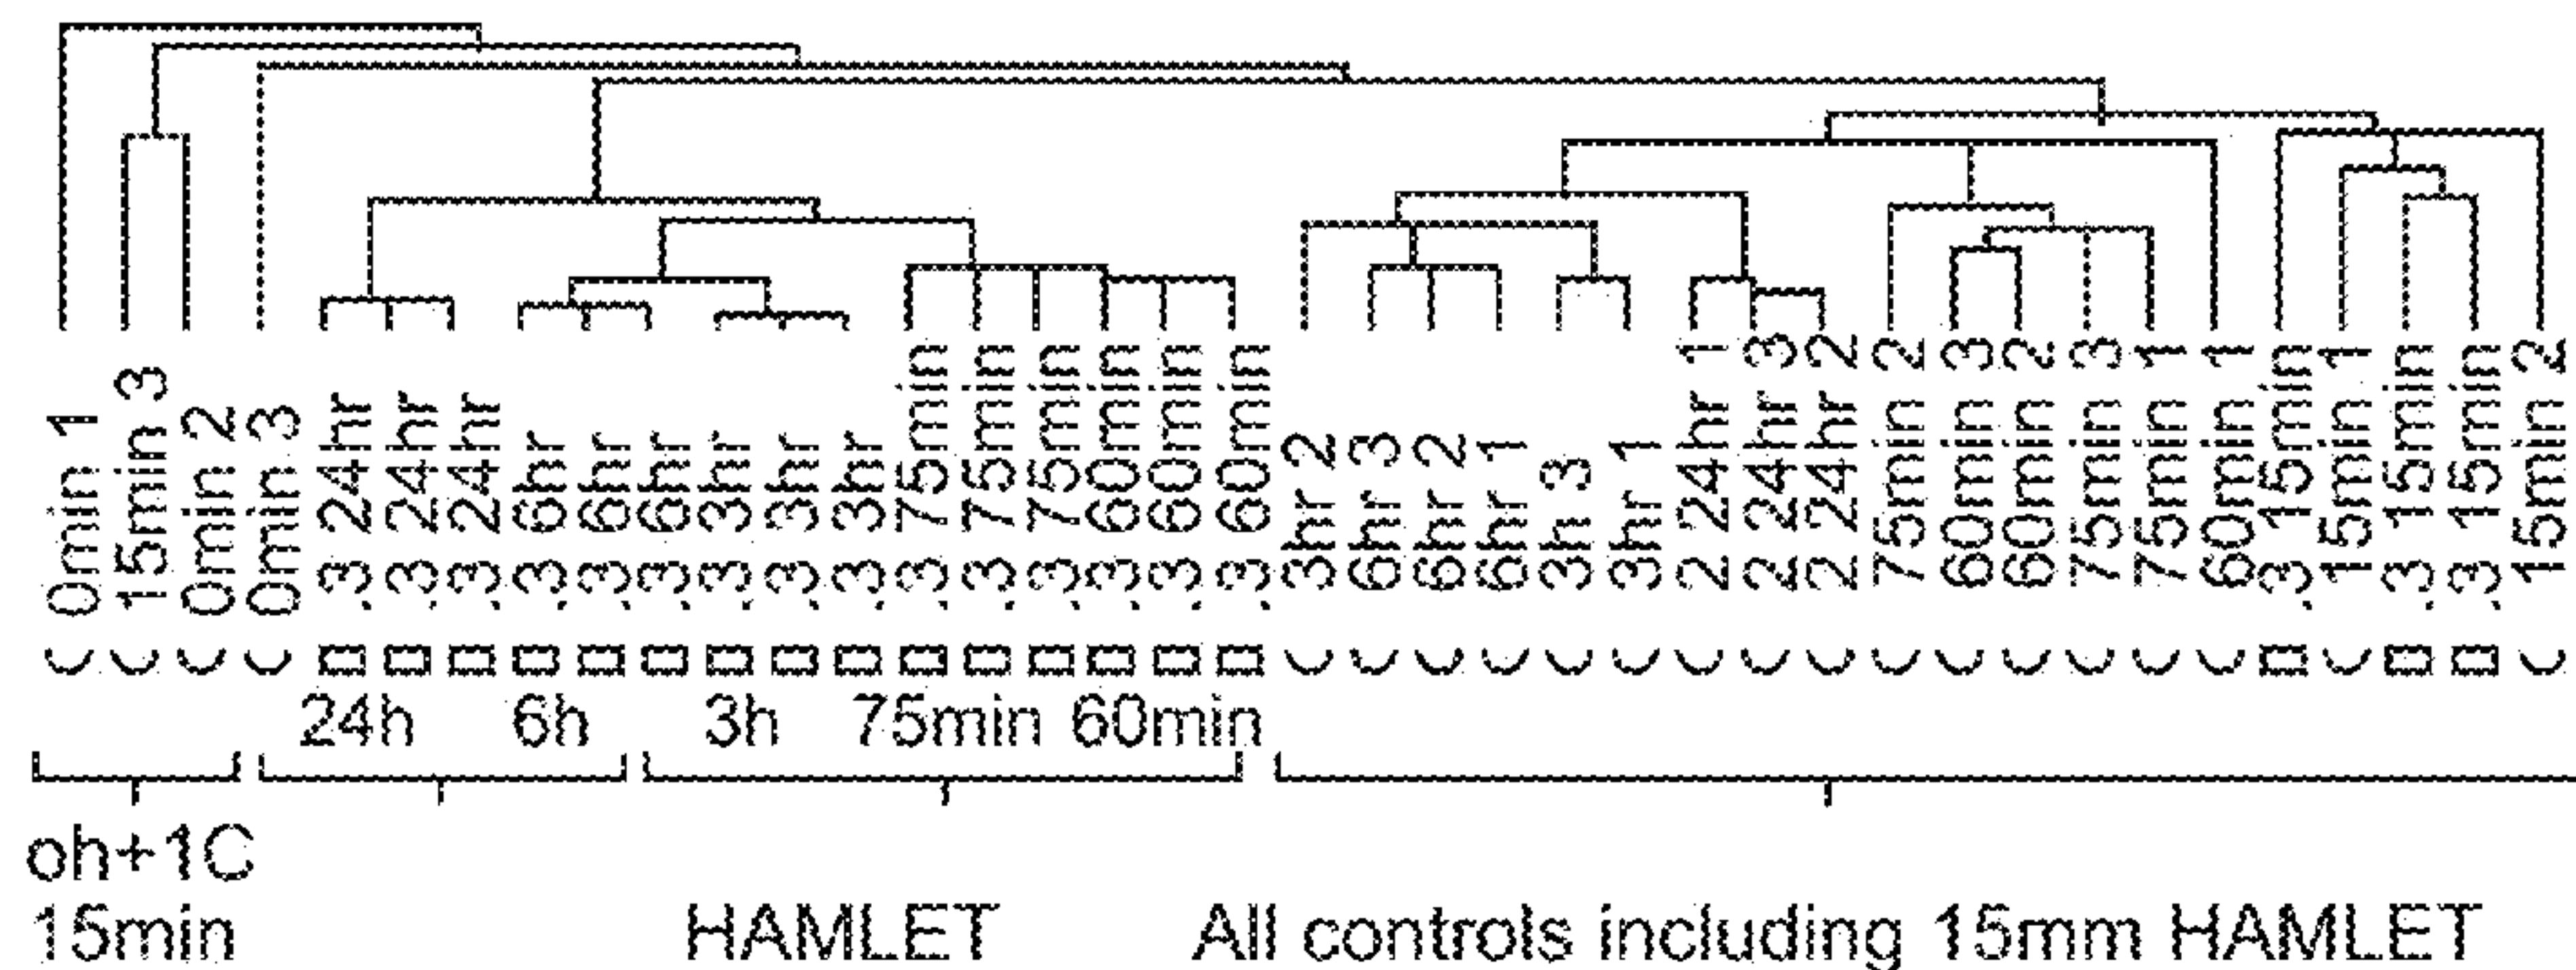 C 0min 1
C 15min 3
C 0min 2
C 0min 3
.3 24hr
.3 24hr
.3 24hr
.3 6hr
.3 6hr
.3 6hr
.3 3hr
.3 3hr
.3 3hr
.3 75min
.3 75min
.3 75min
.3 60min
.3 60min
.3 60min
C 3hr 2
C 6hr 3
C 6hr 2
C 6hr 1
C 3h 3
C 3hr 1
C 2 24hr 1
C 2 24hr 3
C 2 24hr 2
C 75min 2
C 60min 3
C 60min 2
C 75min 3
C 75min 1
C 60min 1
.3 15min
C 15min 1
.3 15min
.3 15min
C 15min 2
24h 6h 3h 75min 60min
oh+1C
15min HAMLET All controls including 15mm HAMLET